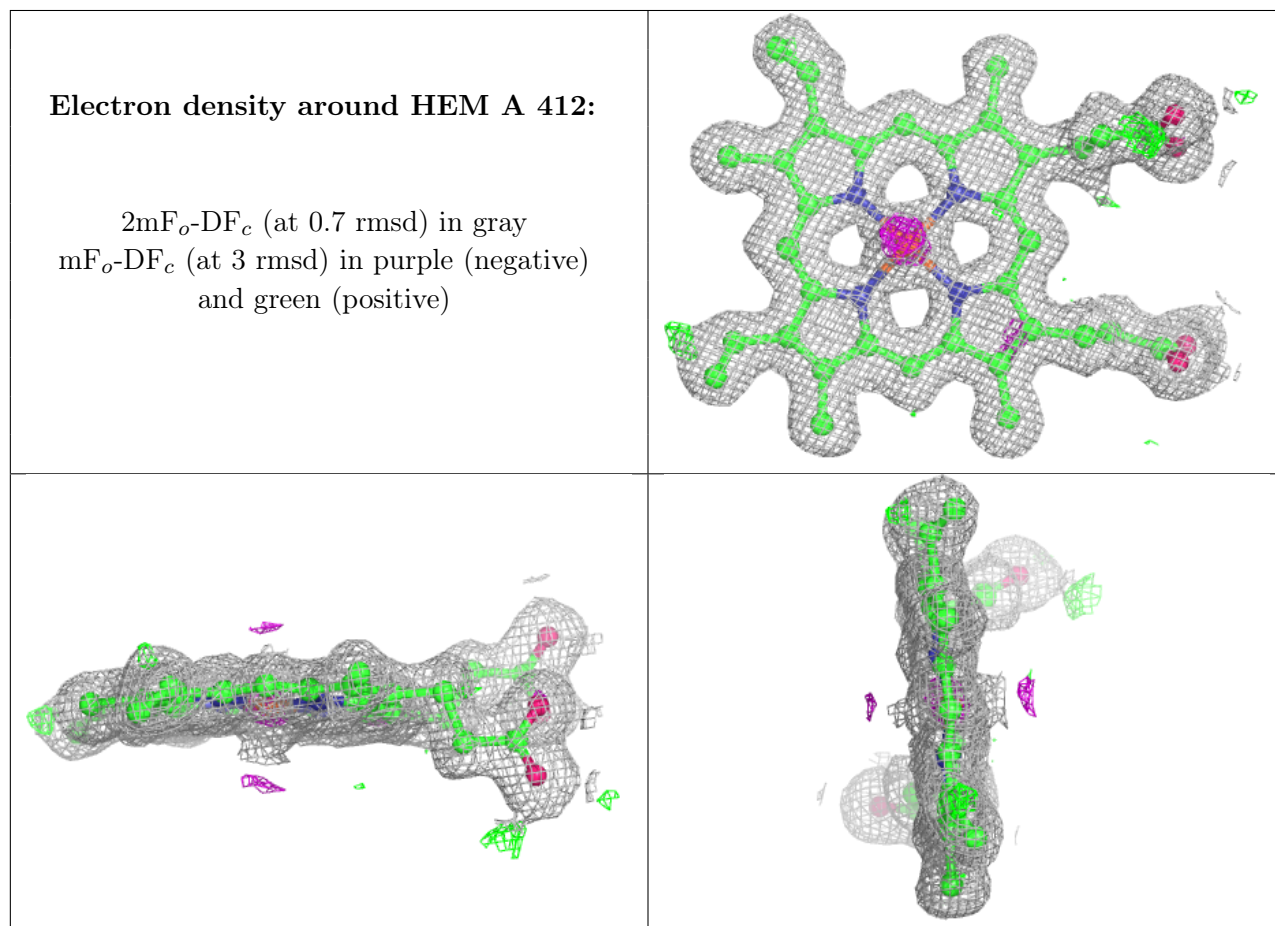 Electron density around HEM A 412:
2mFₒ-DF𝒸 (at 0.7 rmsd) in gray
mFₒ-DF𝒸 (at 3 rmsd) in purple (negative)
and green (positive)